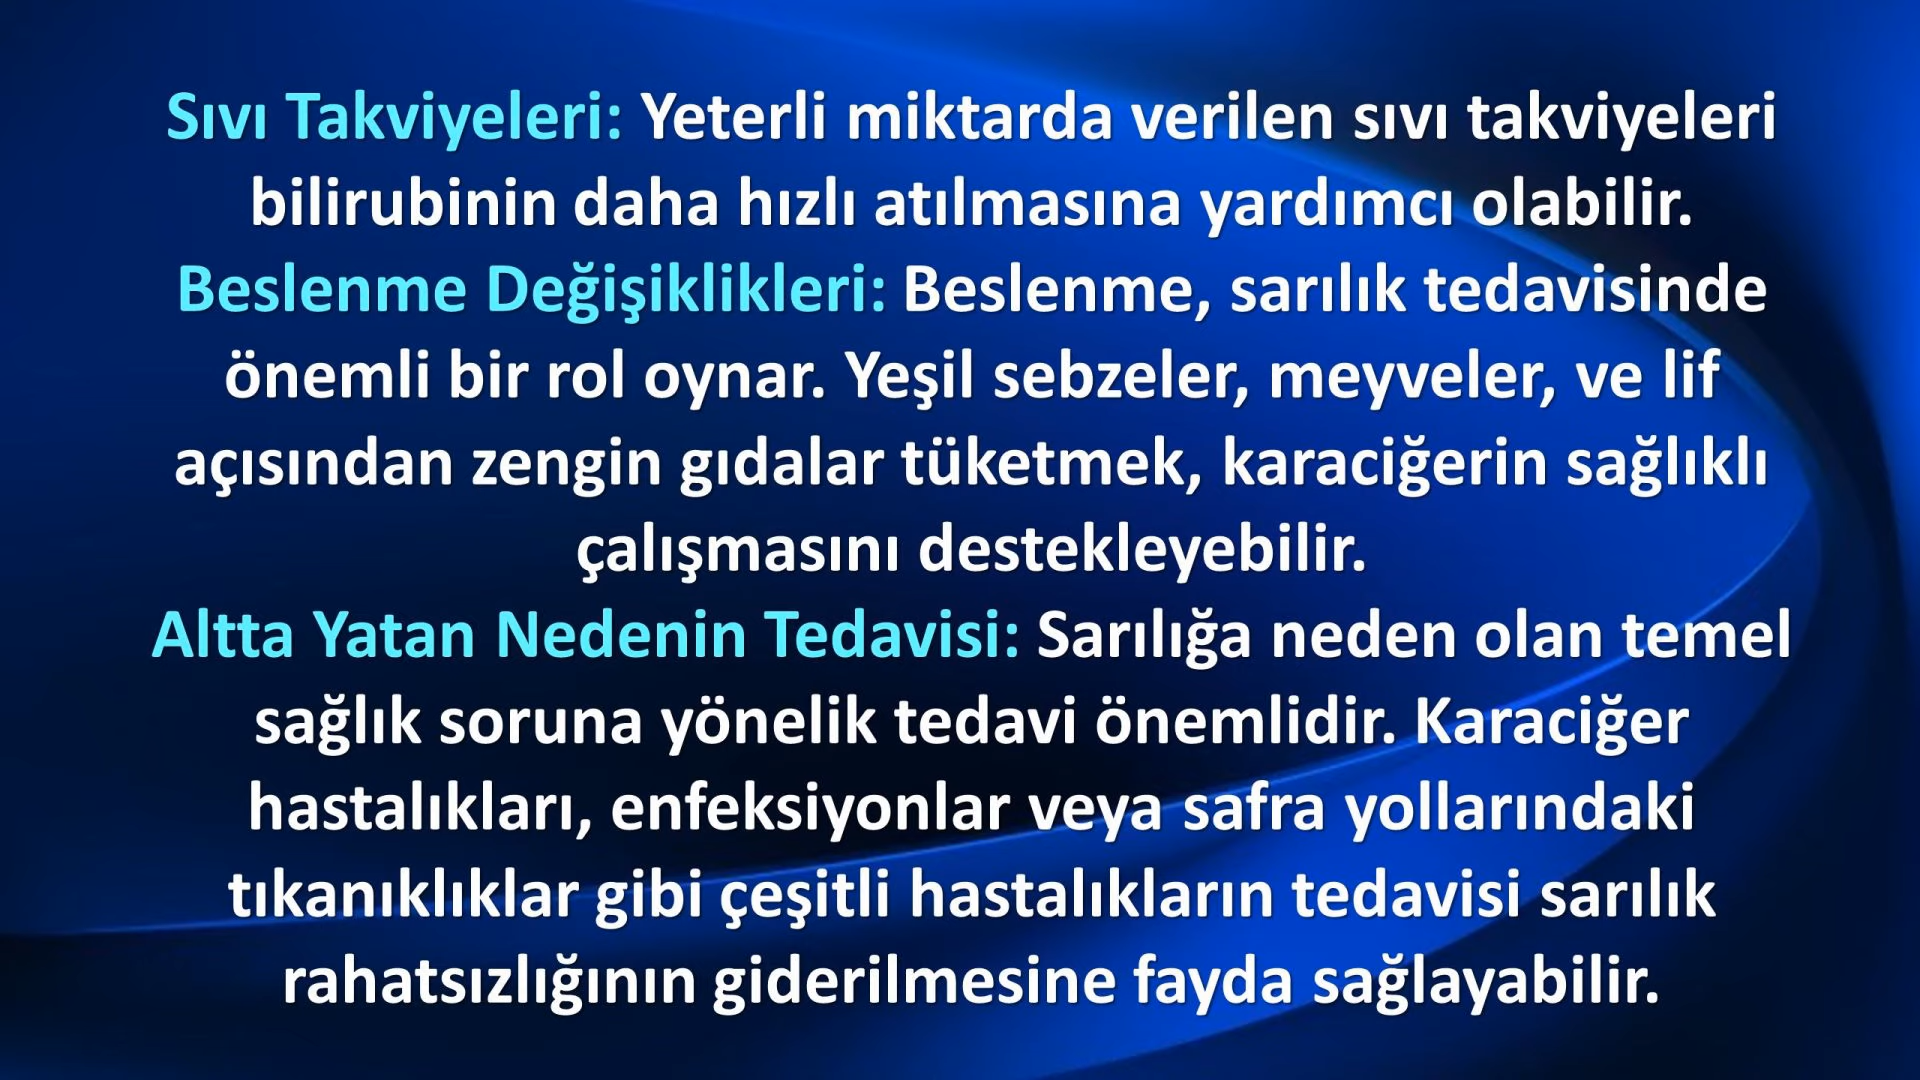 Sıvı Takviyeleri: Yeterli miktarda verilen sıvı takviyeleri
bilirubinin daha hızlı atılmasına yardımcı olabilir.
Beslenme Değişiklikleri: Beslenme, sarılık tedavisinde
önemli bir rol oynar. Yeşil sebzeler, meyveler, ve lif
açısından zengin gıdalar tüketmek, karaciğerin sağlıklı
çalışmasını destekleyebilir.
Altta Yatan Nedenin Tedavisi: Sarılığa neden olan temel
sağlık soruna yönelik tedavi önemlidir. Karaciğer
hastalıkları, enfeksiyonlar veya safra yollarındaki
tıkanıklıklar gibi çeşitli hastalıkların tedavisi sarılık
rahatsızlığının giderilmesine fayda sağlayabilir.